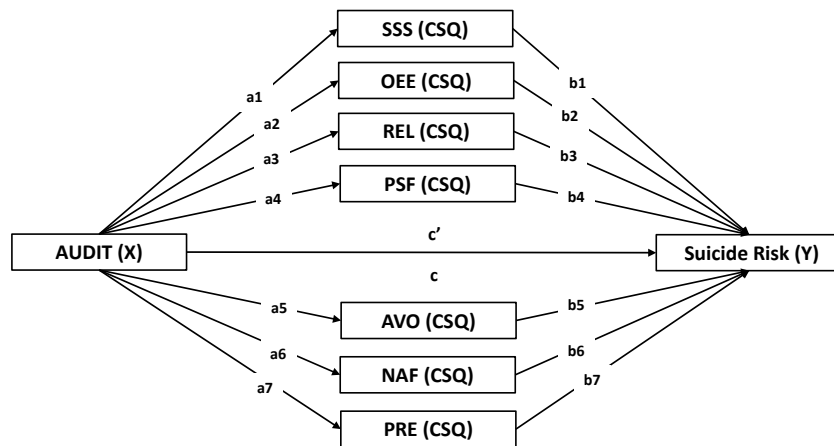 SSS (CSQ)
a1
b1
OEE (CSQ)
a2
b2
REL (CSQ)
a3
b3
PSF (CSQ)
a4
b4
c’
AUDIT (X)
Suicide Risk (Y)
c
a5
b5
AVO (CSQ)
a6
b6
NAF (CSQ)
a7
b7
PRE (CSQ)